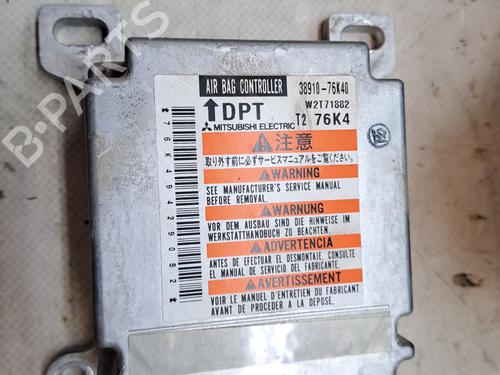 AIR BAG CONTROLLER 38910-76K40
↑DPT W2T71882
MITSUBISHI ELECTRIC T2 76K4
⚠注意
取り外す前に必ずサービスマニュアルをご覧ください。
⚠WARNING
SEE MANUFACTURER'S SERVICE MANUAL
BEFORE REMOVAL.
⚠WARNUNG
VOR DEM AUSBAU SIND DIE HINWEISE IM
WERKSTATTHANDBUCH ZU BEACHTEN.
⚠ADVERTENCIA
ANTES DE EFECTUAR EL DESMONTAJE, CONSULTE
EL MANUAL DE SERVICIO DEL FABRICANTE.
⚠AVERTISSEMENT
VOIR LE MANUEL D'ENTRETIEN DU FABRICANT
AVANT DE PROCEDER A LA DEPOSE.
*76K494290082*
B-PARTS